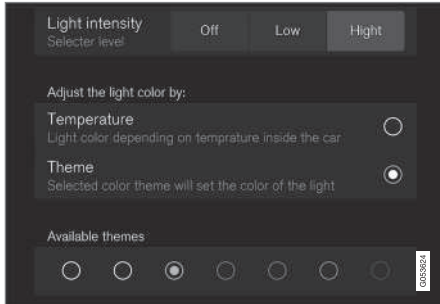 Light intensity
Selecter level
Off
Low
Hight
Adjust the light color by:
Temperature
Light color depending on temprature inside the car
Theme
Selected color theme will set the color of the light
Available themes
G053624